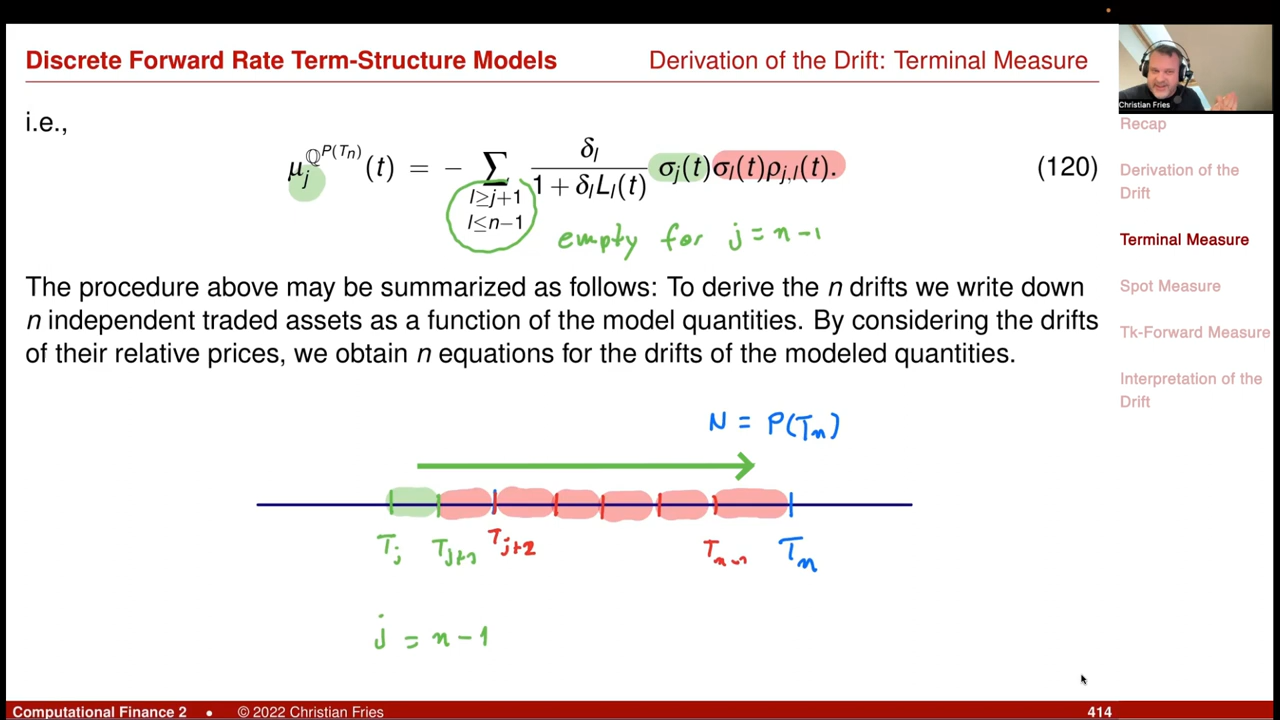 Discrete Forward Rate Term-Structure Models
Derivation of the Drift: Terminal Measure
Christian Fries
Recap
Derivation of the
Drift
Terminal Measure
Spot Measure
Tk-Forward Measure
Interpretation of the
Drift
i.e.,
μ_j^{ℚ^{P(T_n)}}(t) = − ∑_{l≥j+1, l≤n−1} δ_l / (1 + δ_l L_l(t)) σ_j(t)σ_l(t)ρ_{j,l}(t). (120)
empty for j = n-1
The procedure above may be summarized as follows: To derive the n drifts we write down
n independent traded assets as a function of the model quantities. By considering the drifts
of their relative prices, we obtain n equations for the drifts of the modeled quantities.
N = P(T_n)
T_j T_{j+1} T_{j+2} T_{n-1} T_n
j = n-1
Computational Finance 2 • © 2022 Christian Fries 414